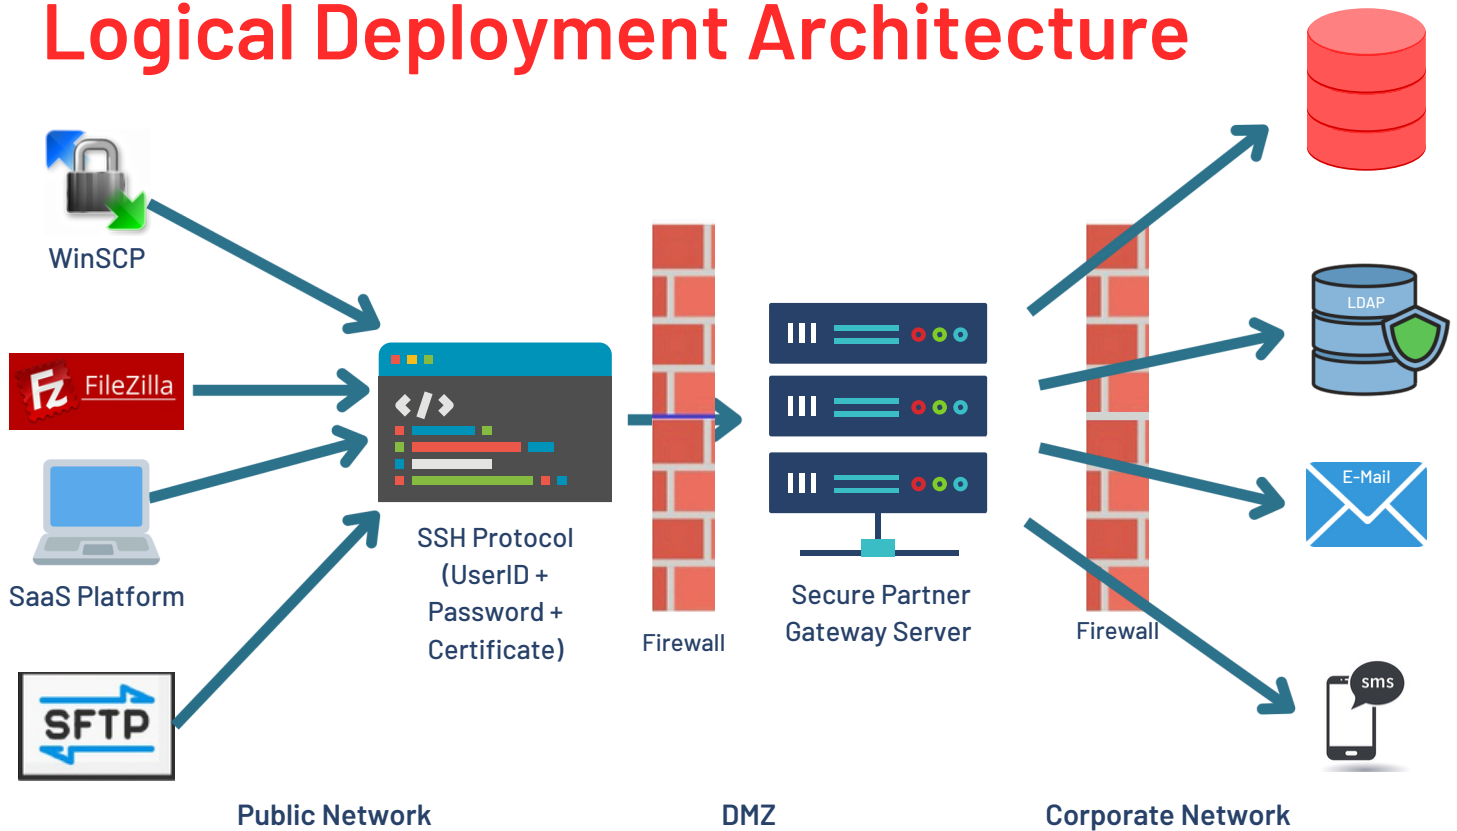 Logical Deployment Architecture
WinSCP
FileZilla
SaaS Platform
SFTP
</>
SSH Protocol
(UserID +
Password +
Certificate)
Firewall
Secure Partner
Gateway Server
Firewall
LDAP
E-Mail
sms
Public Network
DMZ
Corporate Network